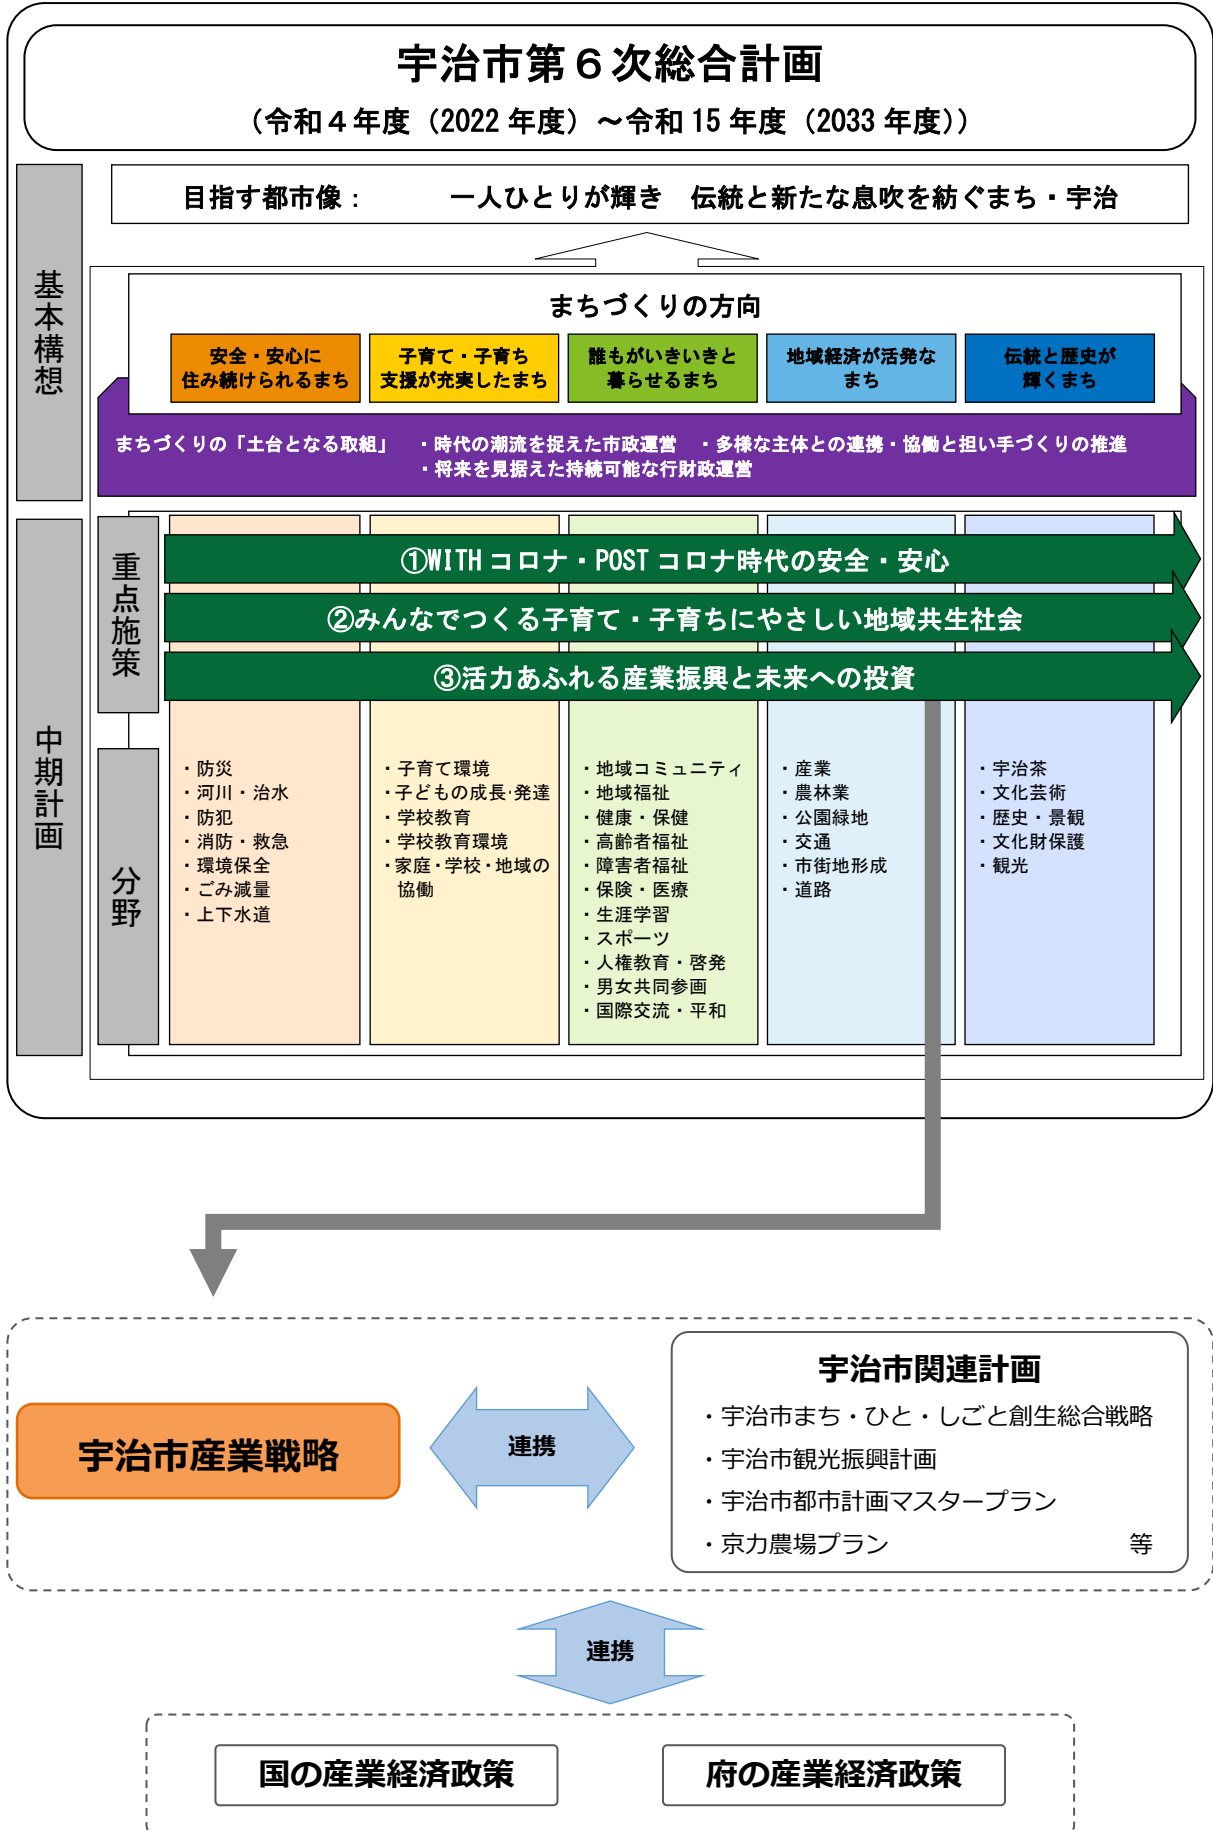 宇治市第６次総合計画
（令和４年度（2022 年度）～令和 15 年度（2033 年度））
基本構想
目指す都市像： 一人ひとりが輝き 伝統と新たな息吹を紡ぐまち・宇治
まちづくりの方向
安全・安心に
住み続けられるまち
子育て・子育ち
支援が充実したまち
誰もがいきいきと
暮らせるまち
地域経済が活発な
まち
伝統と歴史が
輝くまち
まちづくりの「土台となる取組」 ・時代の潮流を捉えた市政運営 ・多様な主体との連携・協働と担い手づくりの推進
・将来を見据えた持続可能な行財政運営
中期計画
重点施策
①WITH コロナ・POST コロナ時代の安全・安心
②みんなでつくる子育て・子育ちにやさしい地域共生社会
③活力あふれる産業振興と未来への投資
分野
・防災
・河川・治水
・防犯
・消防・救急
・環境保全
・ごみ減量
・上下水道
・子育て環境
・子どもの成長・発達
・学校教育
・学校教育環境
・家庭・学校・地域の
協働
・地域コミュニティ
・地域福祉
・健康・保健
・高齢者福祉
・障害者福祉
・保険・医療
・生涯学習
・スポーツ
・人権教育・啓発
・男女共同参画
・国際交流・平和
・産業
・農林業
・公園緑地
・交通
・市街地形成
・道路
・宇治茶
・文化芸術
・歴史・景観
・文化財保護
・観光
宇治市産業戦略
連携
宇治市関連計画
・宇治市まち・ひと・しごと創生総合戦略
・宇治市観光振興計画
・宇治市都市計画マスタープラン
・京力農場プラン 等
連携
国の産業経済政策
府の産業経済政策